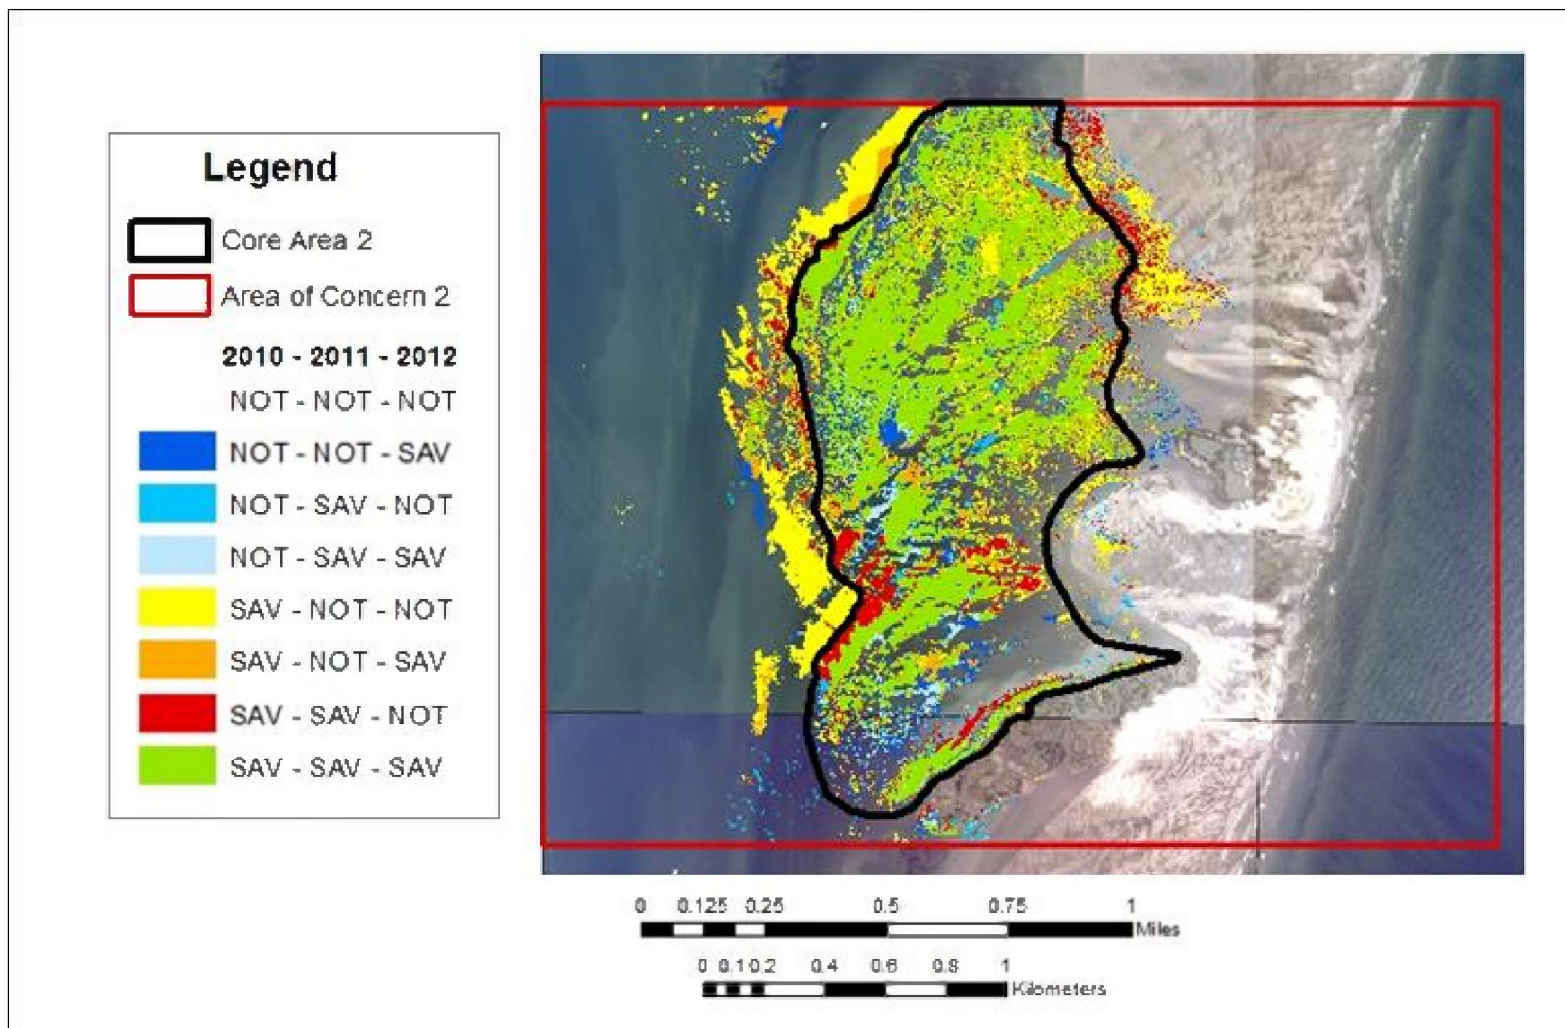 Legend
Core Area 2
Area of Concern 2
2010 - 2011 - 2012
NOT - NOT - NOT
NOT - NOT - SAV
NOT - SAV - NOT
NOT - SAV - SAV
SAV - NOT - NOT
SAV - NOT - SAV
SAV - SAV - NOT
SAV - SAV - SAV
0 0.125 0.25 0.5 0.75 1
Miles
0 0.1 0.2 0.4 0.6 0.8 1
Kilometers